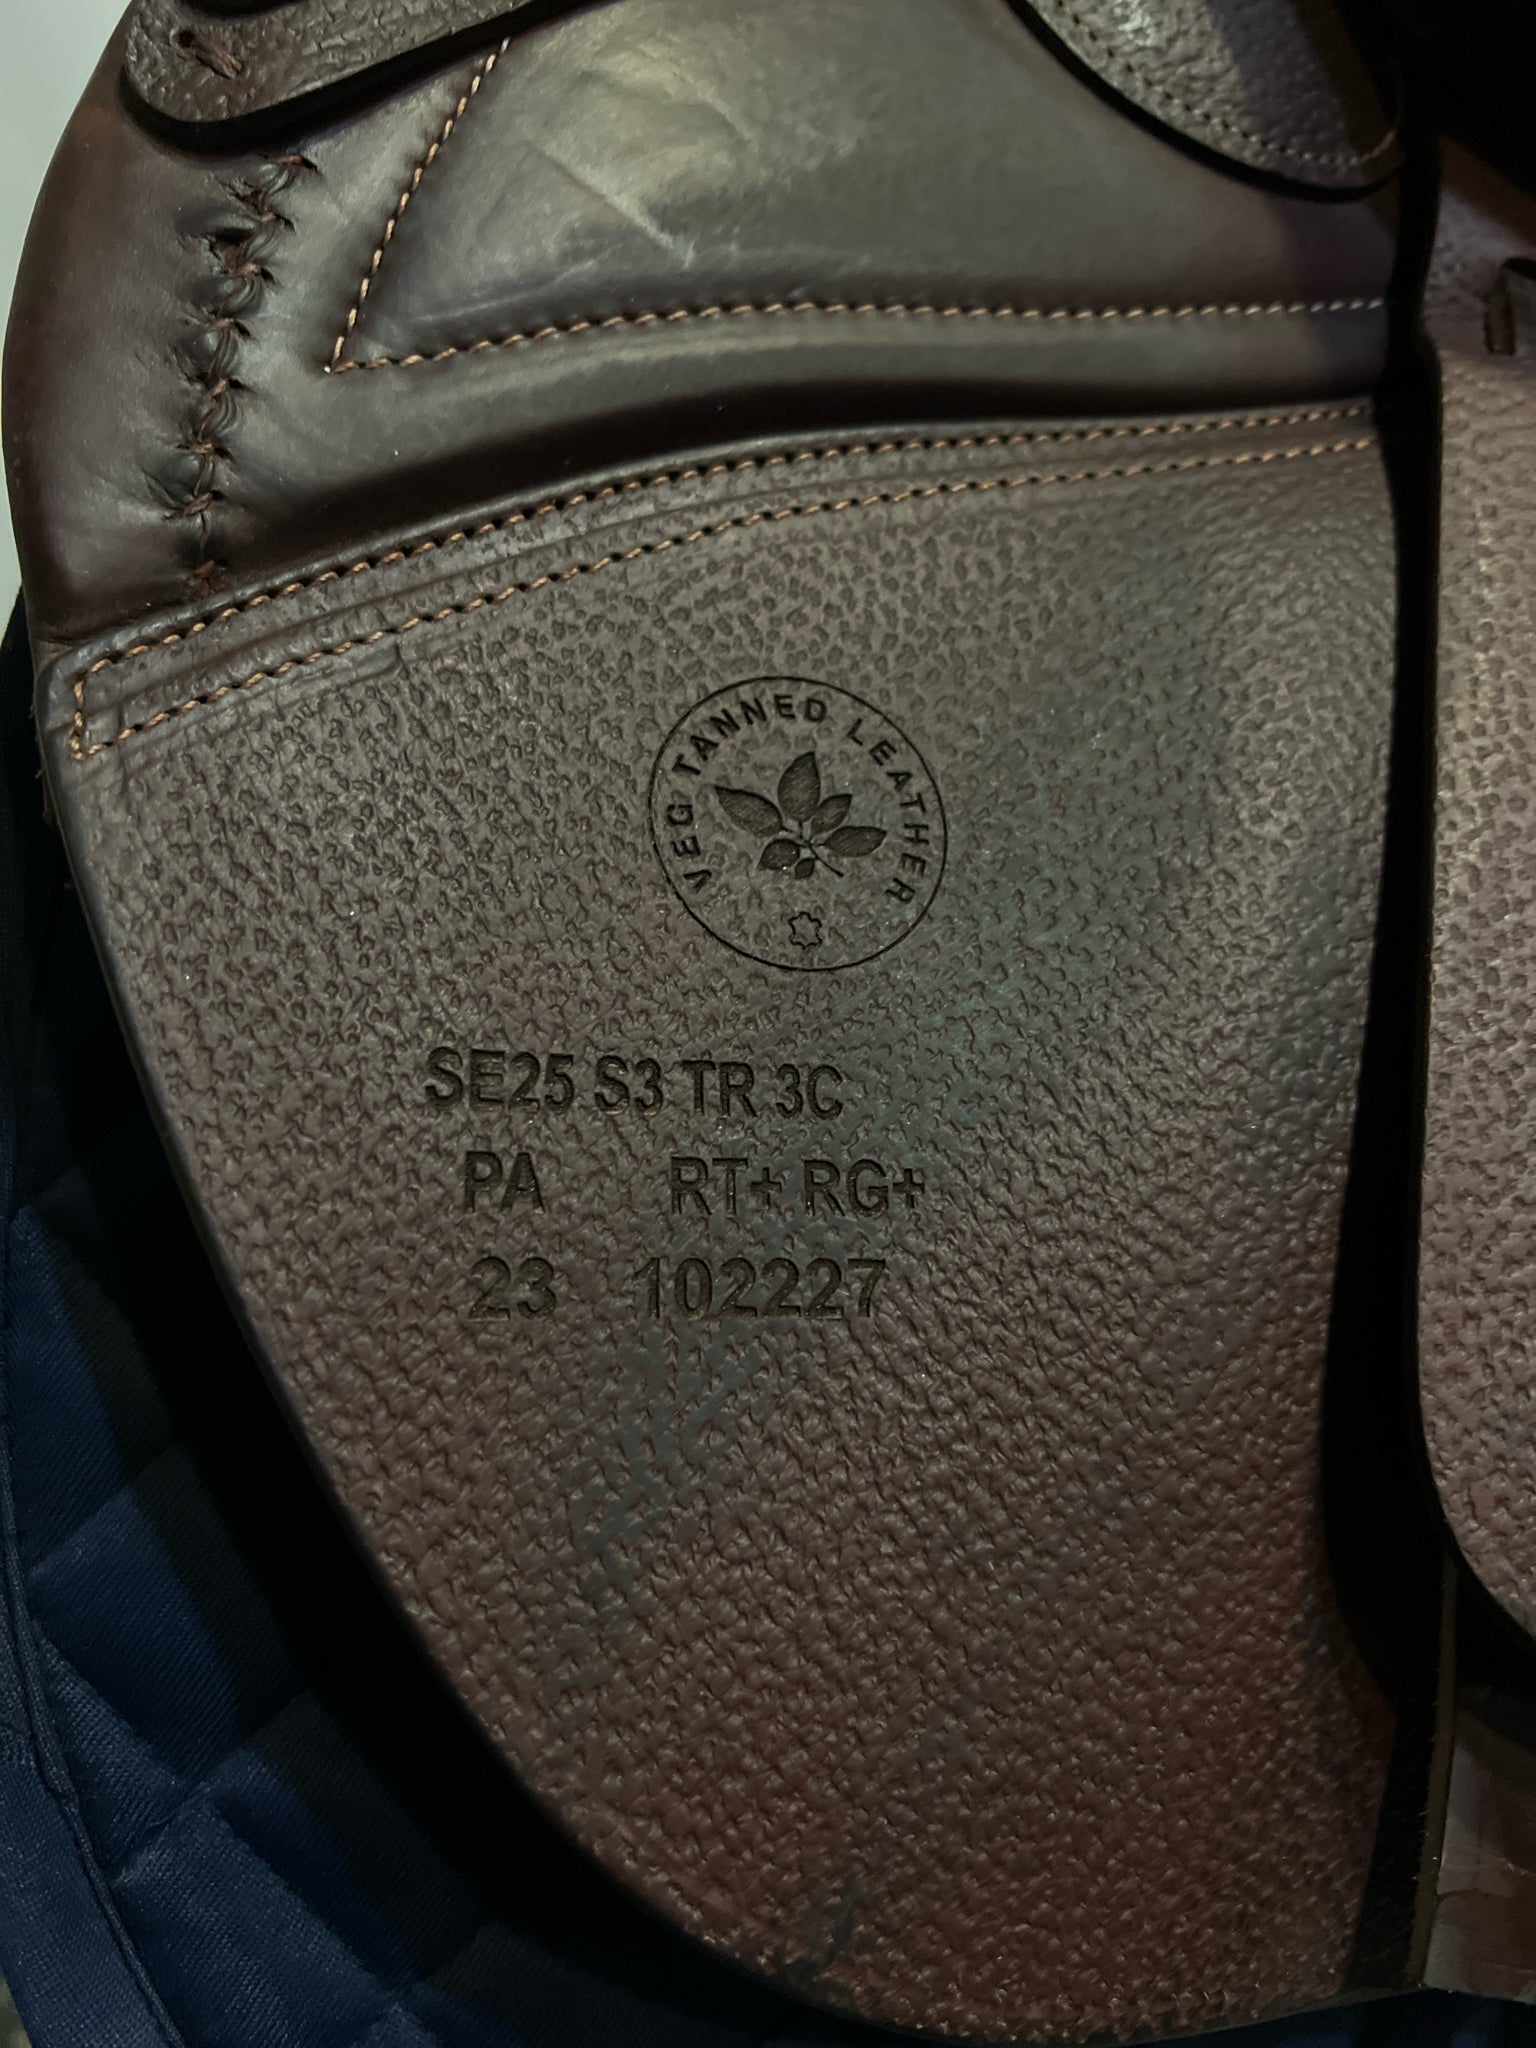 VEG TANNED LEATHER
SE25 S3 TR 3C
PA RT+ RG+
23 102227